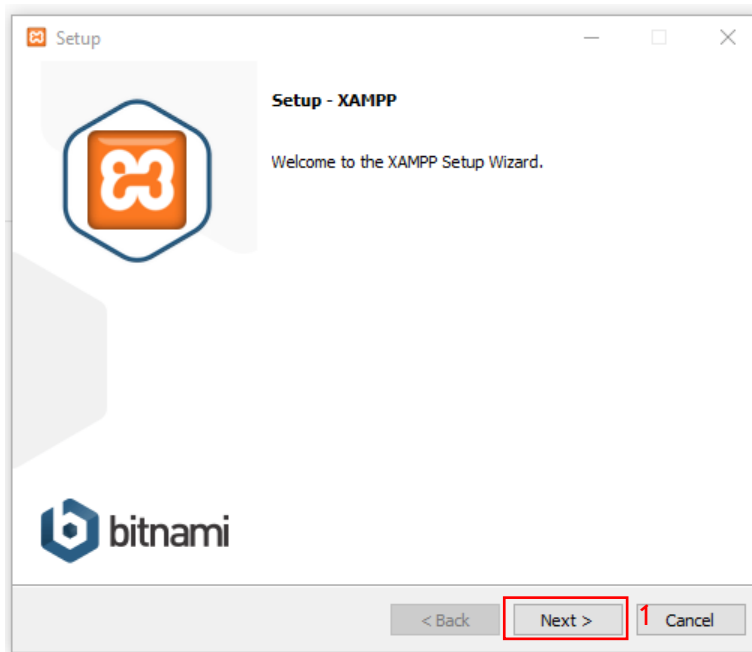 Setup
Setup - XAMPP
Welcome to the XAMPP Setup Wizard.
bitnami
< Back
Next >
1
Cancel